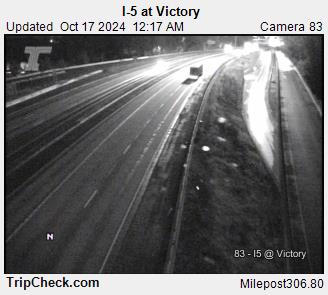 I-5 at Victory
Updated Oct 17 2024 12:17 AM
Camera 83
T
N
83 - I5 @ Victory
TripCheck.com
Milepost306.80